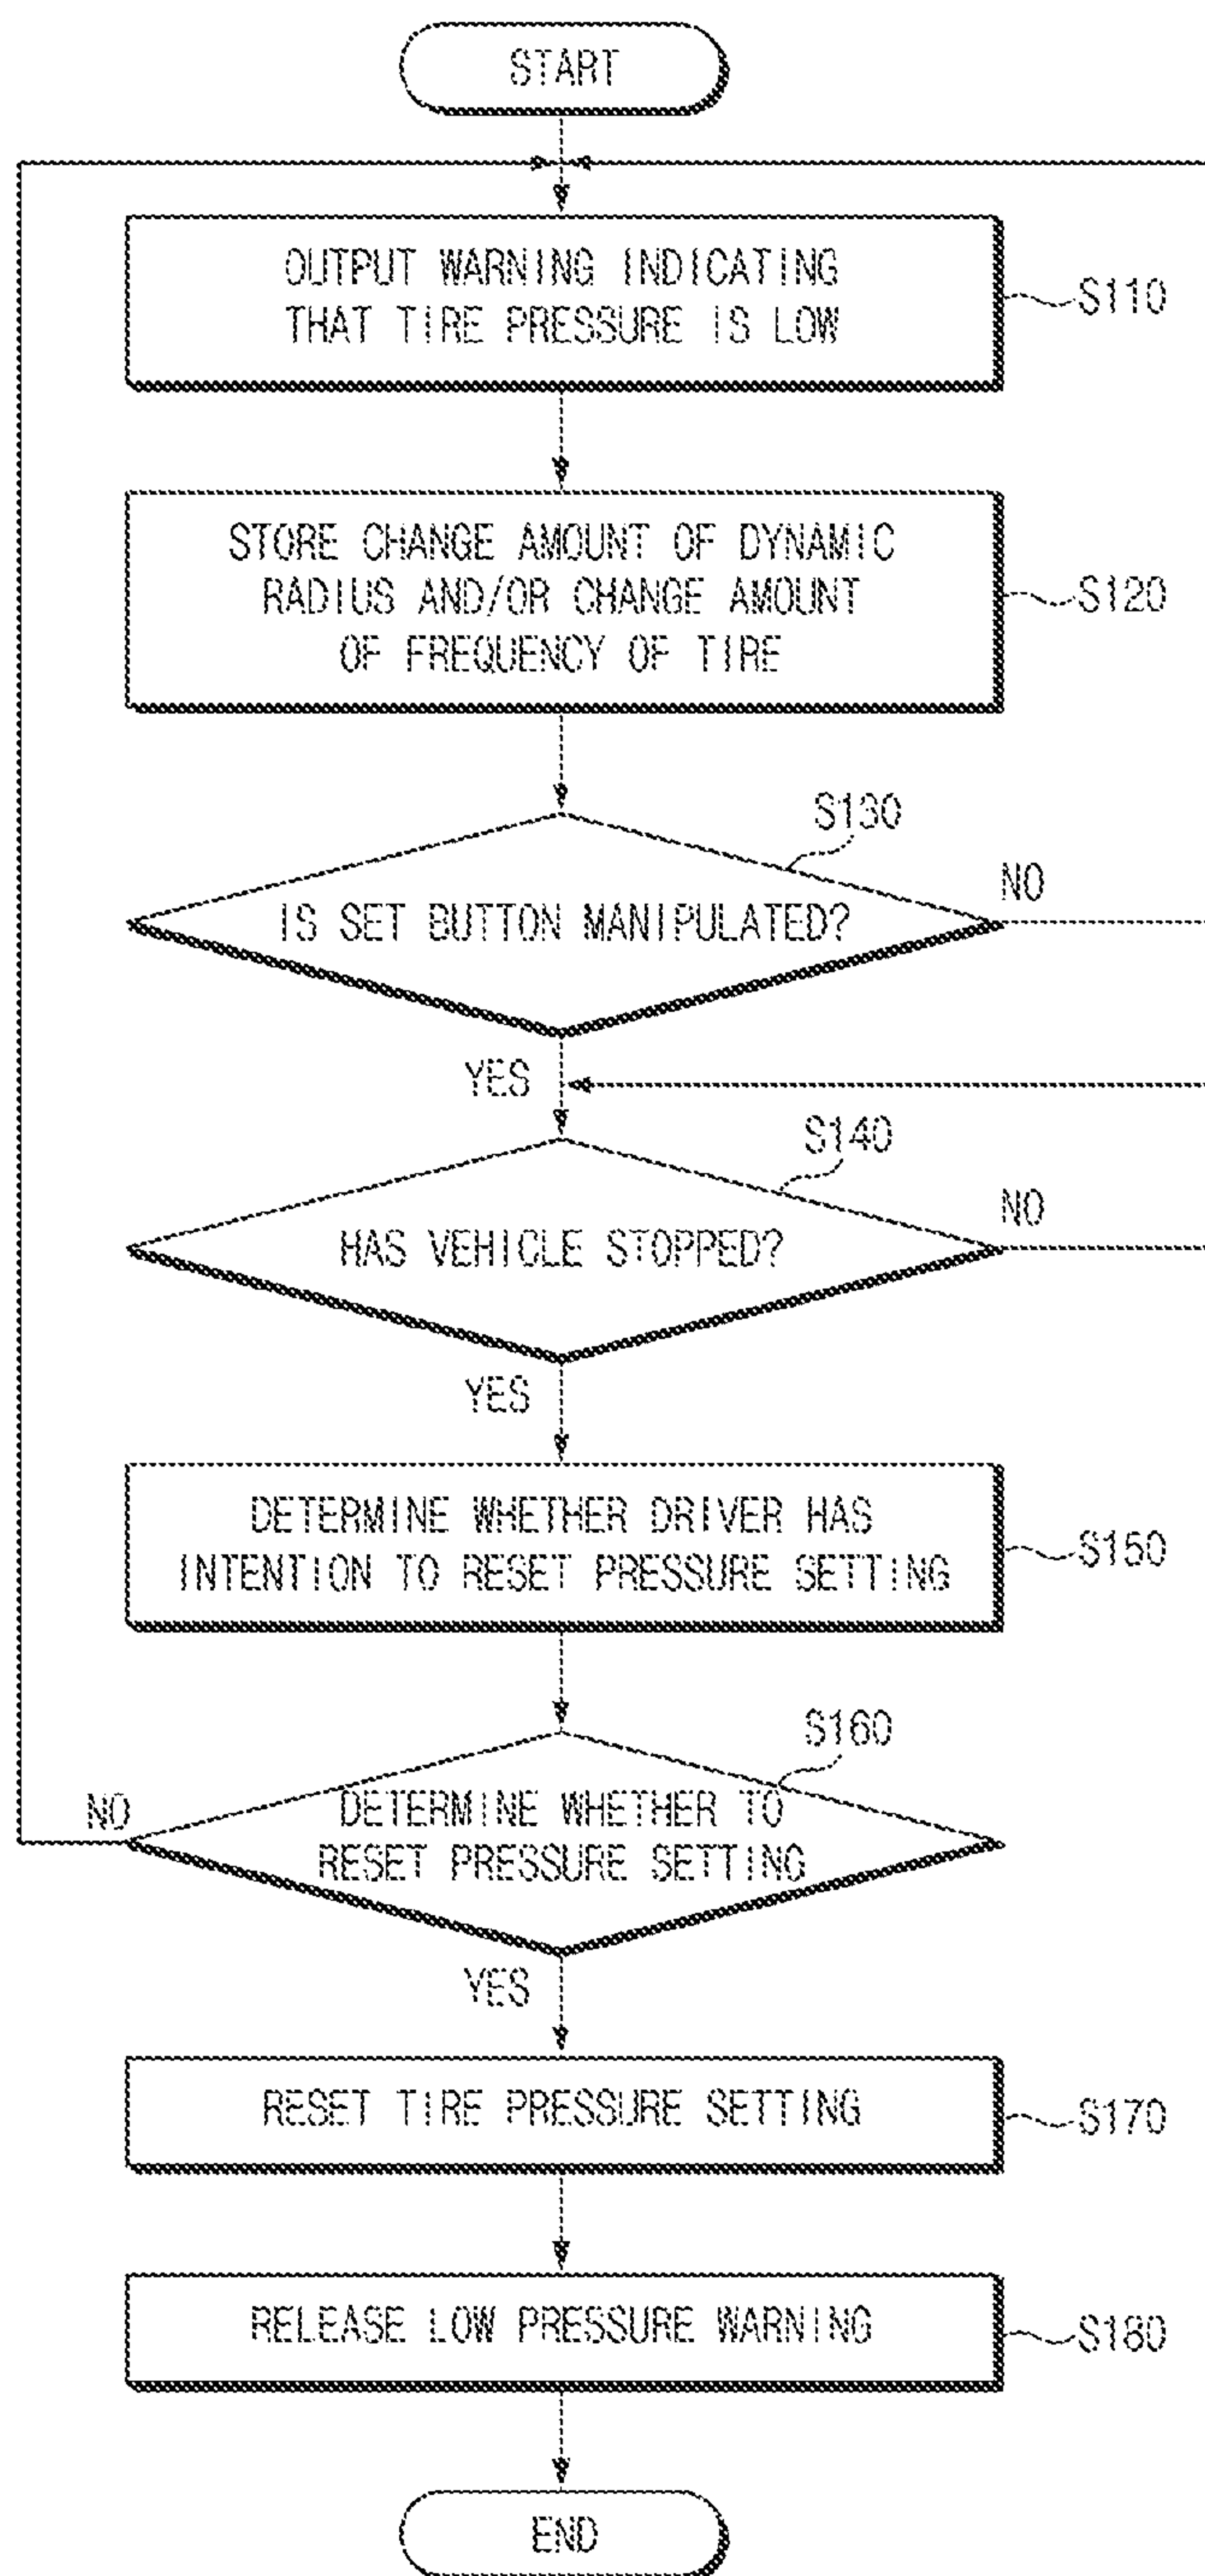 START
OUTPUT WARNING INDICATING
THAT TIRE PRESSURE IS LOW
S110
STORE CHANGE AMOUNT OF DYNAMIC
RADIUS AND/OR CHANGE AMOUNT
OF FREQUENCY OF TIRE
S120
S130
NO
IS SET BUTTON MANIPULATED?
YES
S140
NO
HAS VEHICLE STOPPED?
YES
DETERMINE WHETHER DRIVER HAS
INTENTION TO RESET PRESSURE SETTING
S150
S160
NO
DETERMINE WHETHER TO
RESET PRESSURE SETTING
YES
RESET TIRE PRESSURE SETTING
S170
RELEASE LOW PRESSURE WARNING
S180
END